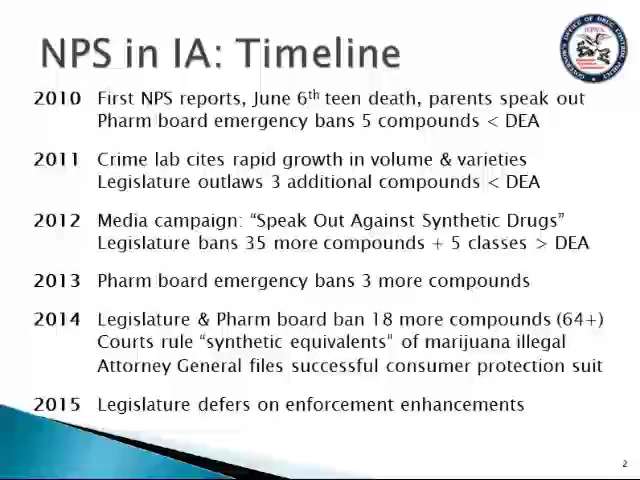 NPS in IA: Timeline
2010 First NPS reports, June 6th teen death, parents speak out
Pharm board emergency bans 5 compounds < DEA
2011 Crime lab cites rapid growth in volume & varieties
Legislature outlaws 3 additional compounds < DEA
2012 Media campaign: “Speak Out Against Synthetic Drugs”
Legislature bans 35 more compounds + 5 classes > DEA
2013 Pharm board emergency bans 3 more compounds
2014 Legislature & Pharm board ban 18 more compounds (64+)
Courts rule “synthetic equivalents” of marijuana illegal
Attorney General files successful consumer protection suit
2015 Legislature defers on enforcement enhancements
2